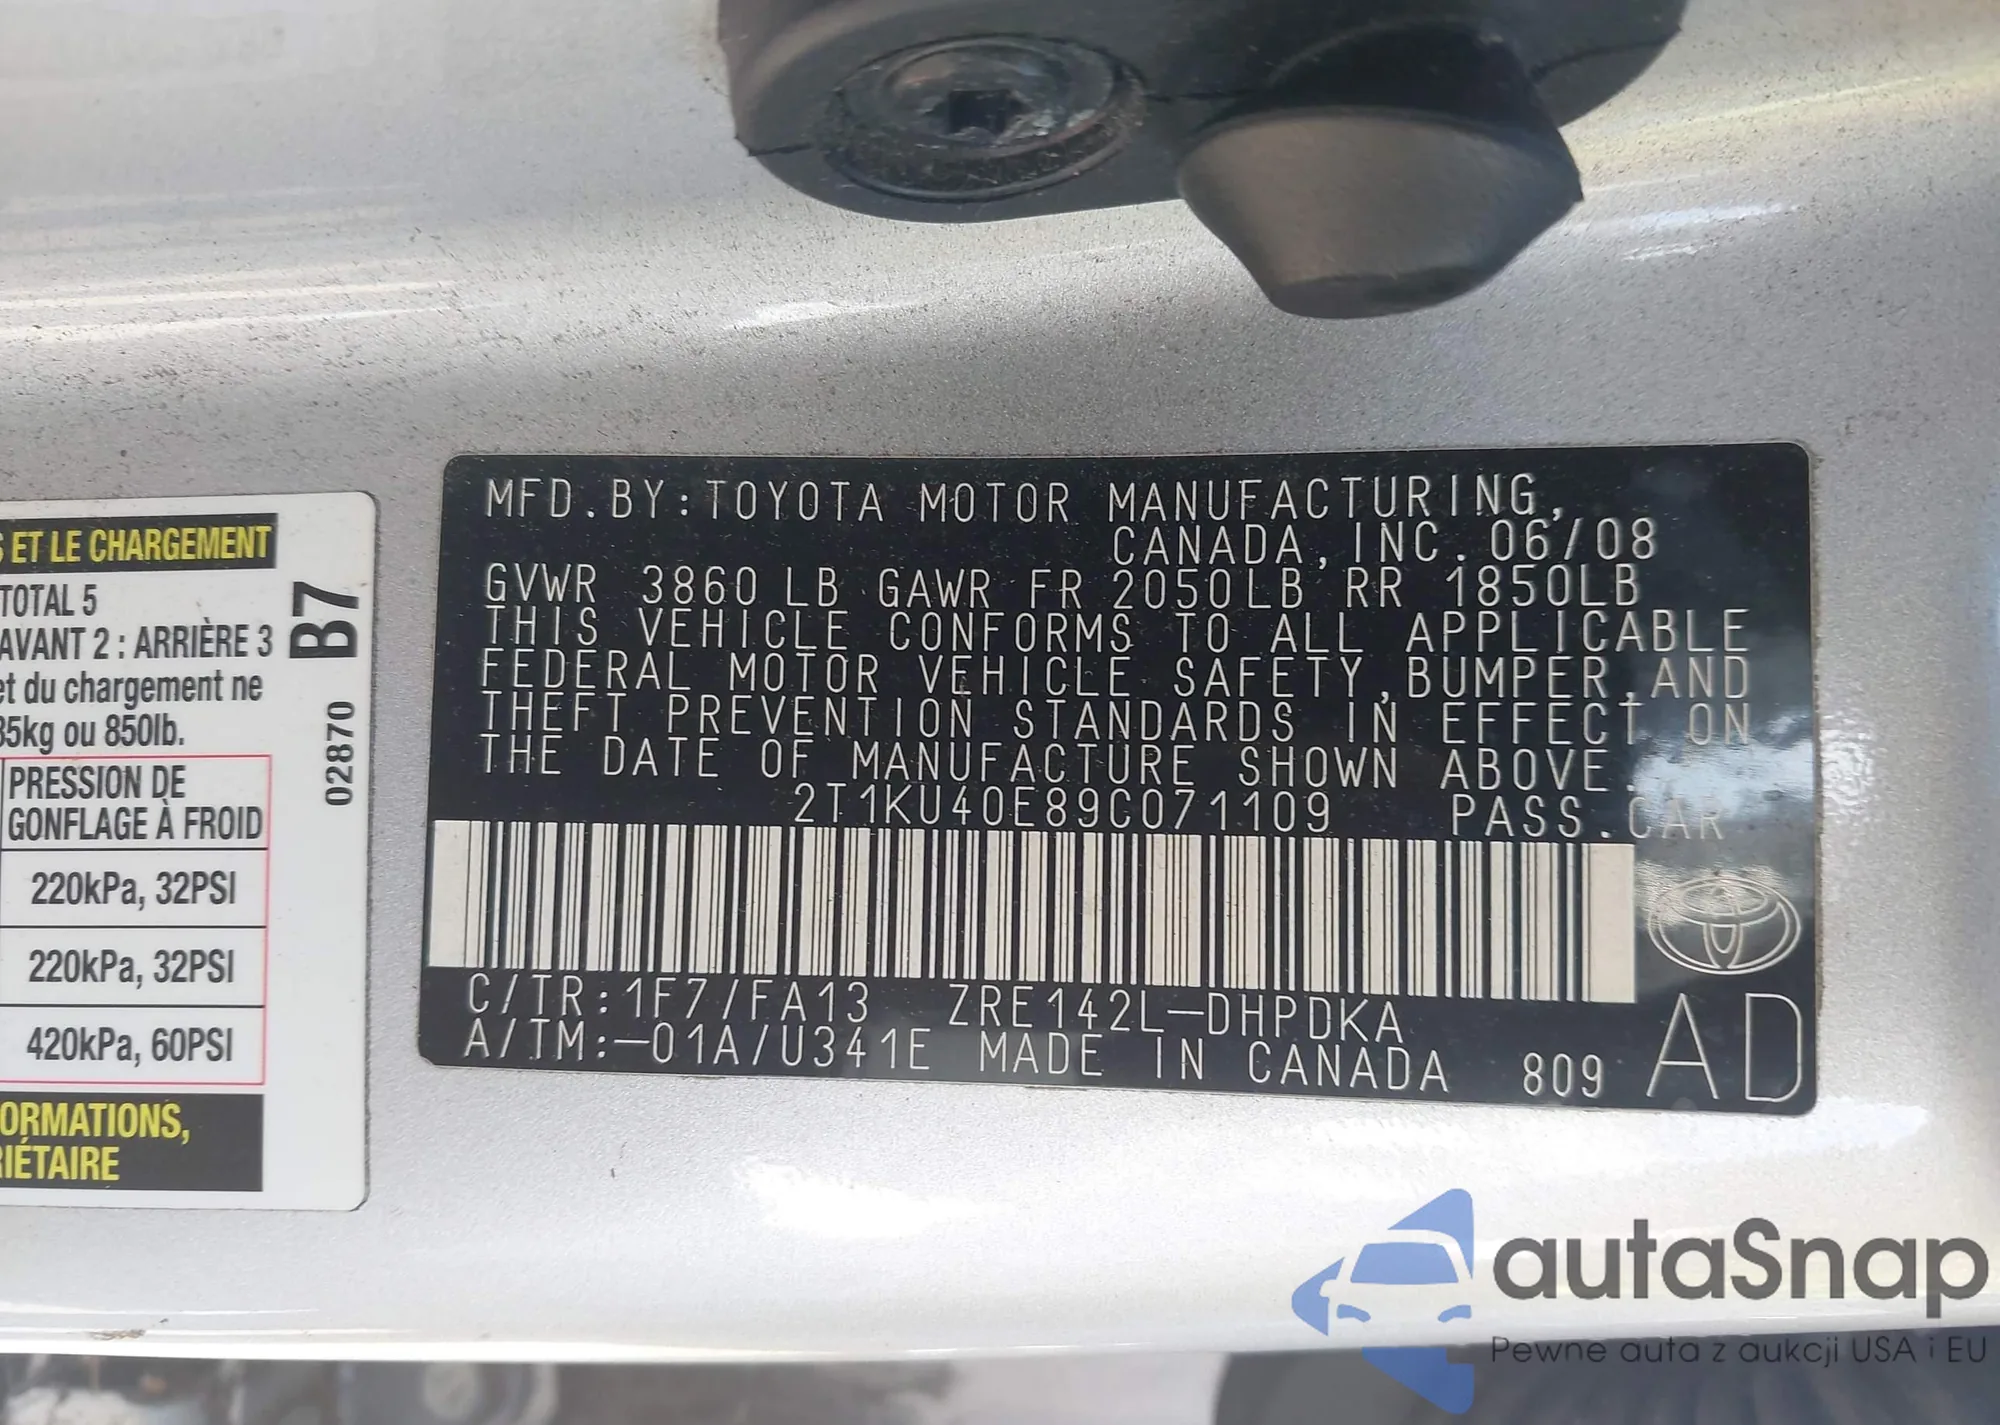 S ET LE CHARGEMENT
TOTAL 5
AVANT 2 : ARRIÈRE 3
et du chargement ne
85kg ou 850lb.
PRESSION DE
GONFLAGE À FROID
220kPa, 32PSI
220kPa, 32PSI
420kPa, 60PSI
ORMATIONS,
RIÉTAIRE
B7
02870
MFD. BY: TOYOTA MOTOR MANUFACTURING,
CANADA, INC. 06/08
GVWR 3860 LB GAWR FR 2050LB RR 1850LB
THIS VEHICLE CONFORMS TO ALL APPLICABLE
FEDERAL MOTOR VEHICLE SAFETY, BUMPER, AND
THEFT PREVENTION STANDARDS IN EFFECT ON
THE DATE OF MANUFACTURE SHOWN ABOVE.
2T1KU40E89C071109 PASS. CAR
C/TR: 1F7/FA13 ZRE142L-DHPDKA
A/TM: -01A/U341E MADE IN CANADA 809 AD
autaSnap
Pewne auta z aukcji USA i EU